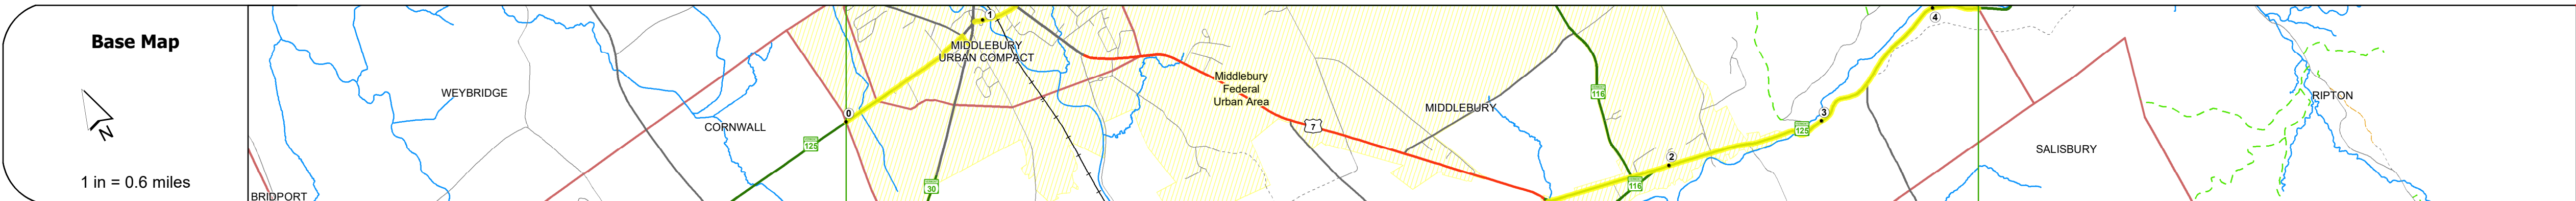 Base Map
N
1 in = 0.6 miles
BRIDPORT
WEYBRIDGE
CORNWALL
125
0
30
1
MIDDLEBURY
URBAN COMPACT
Middlebury
Federal
Urban Area
7
MIDDLEBURY
116
116
2
125
3
4
SALISBURY
RIPTON